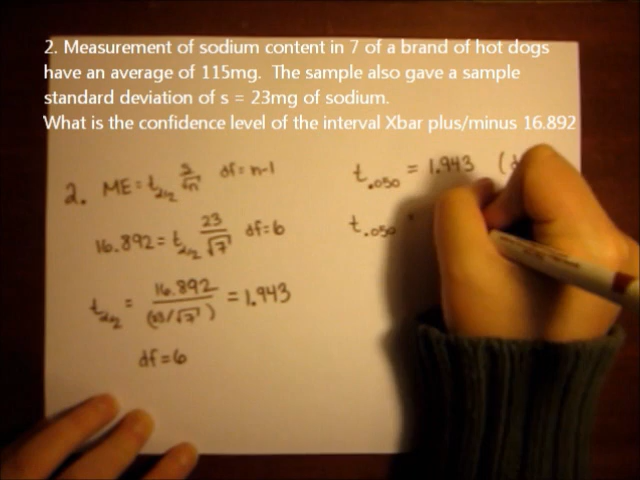 2. Measurement of sodium content in 7 of a brand of hot dogs
have an average of 115mg. The sample also gave a sample
standard deviation of s = 23mg of sodium.
What is the confidence level of the interval Xbar plus/minus 16.892
2. ME = t α/2 s/√n df = n-1
16.892 = t α/2 23/√7 df = 6
t α/2 = 16.892/(23/√7) = 1.943
df = 6
t .050 = 1.943 (d
t .050 =